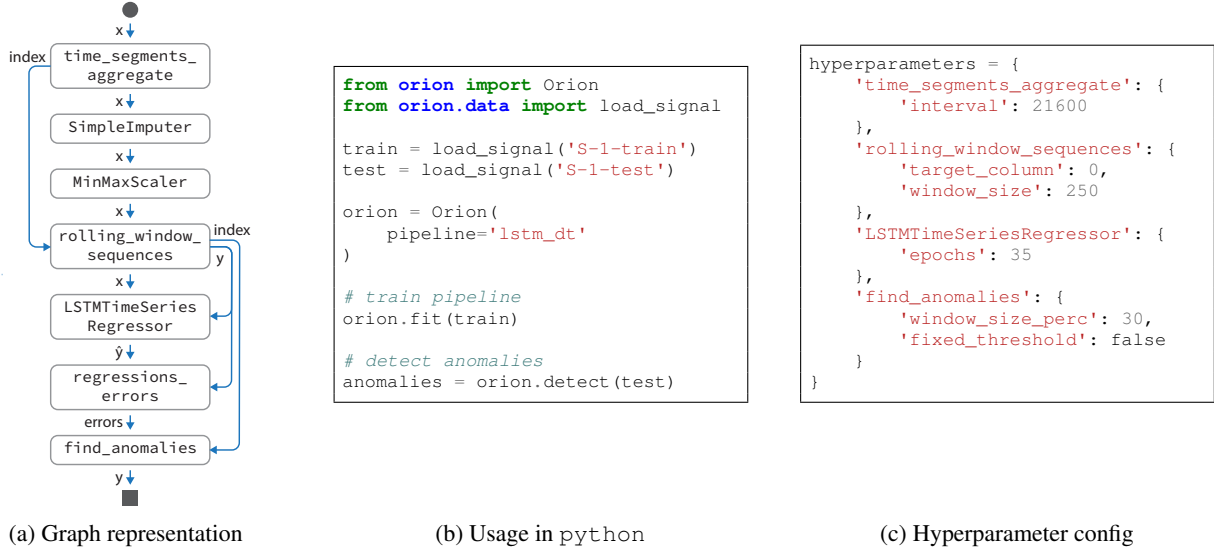 x
index
time_segments_
aggregate
x
SimpleImputer
x
MinMaxScaler
x
rolling_window_
sequences
index
y
x
LSTMTimeSeries
Regressor
ŷ
regressions_
errors
errors
find_anomalies
y
(a) Graph representation
from orion import Orion
from orion.data import load_signal
train = load_signal('S-1-train')
test = load_signal('S-1-test')
orion = Orion(
    pipeline='lstm_dt'
)
# train pipeline
orion.fit(train)
# detect anomalies
anomalies = orion.detect(test)
(b) Usage in python
hyperparameters = {
    'time_segments_aggregate': {
        'interval': 21600
    },
    'rolling_window_sequences': {
        'target_column': 0,
        'window_size': 250
    },
    'LSTMTimeSeriesRegressor': {
        'epochs': 35
    },
    'find_anomalies': {
        'window_size_perc': 30,
        'fixed_threshold': false
    }
}
(c) Hyperparameter config